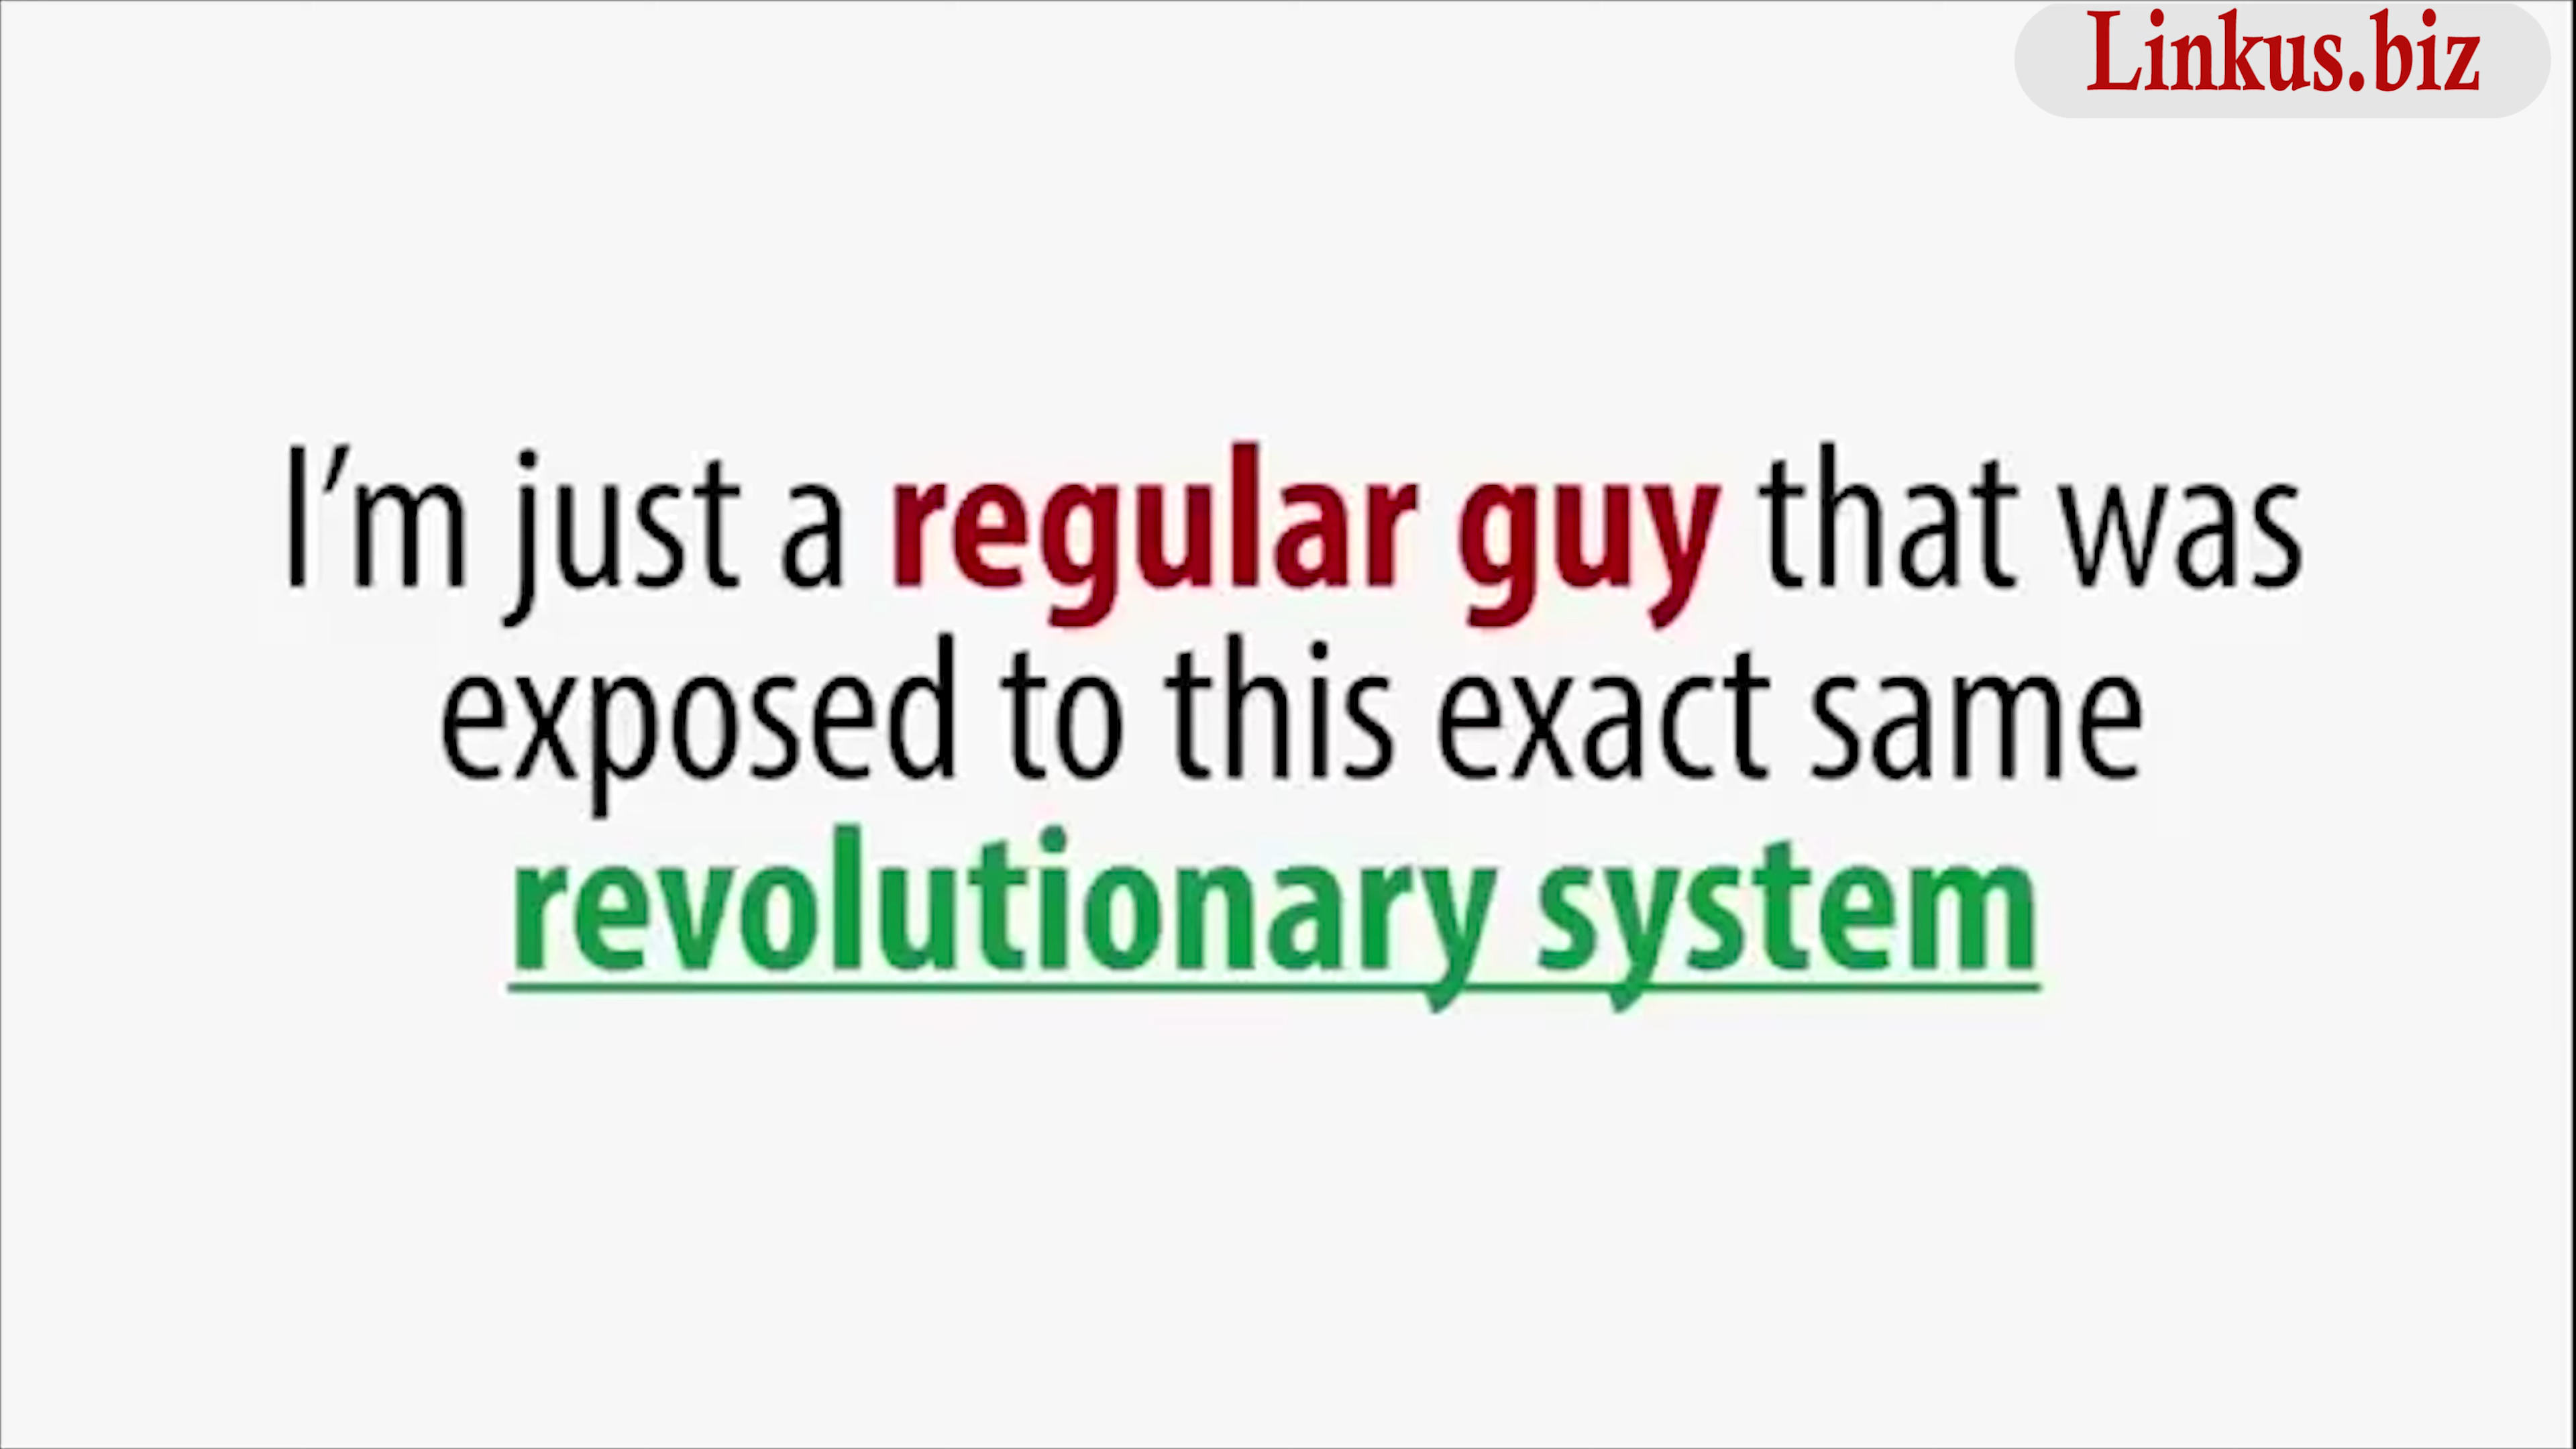 Linkus.biz
I’m just a regular guy that was
exposed to this exact same
revolutionary system